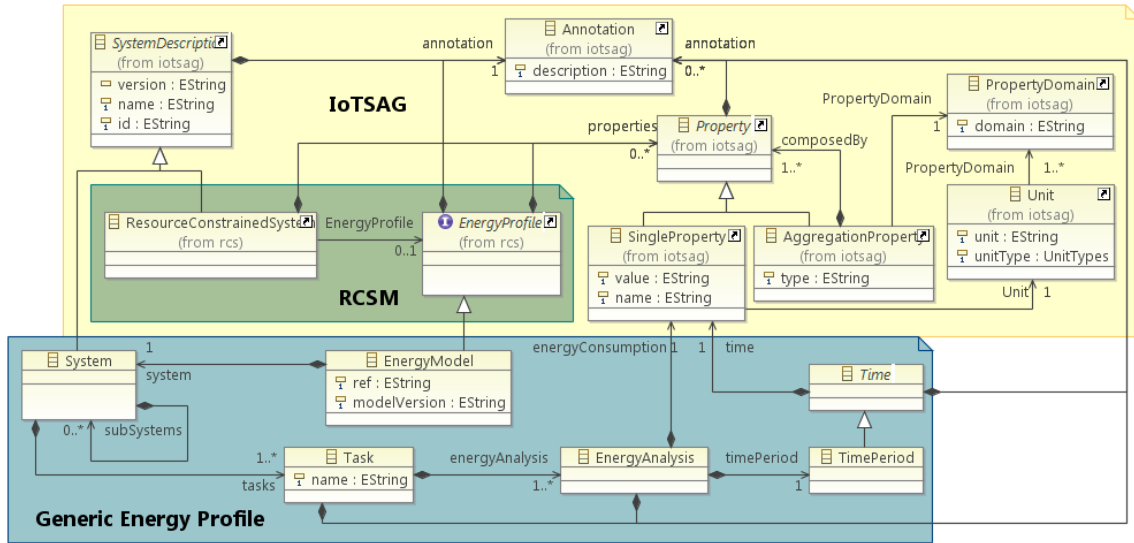 SystemDescriptic
(from iotsag)
version : EString
name : EString
id : EString
annotation
1
Annotation
(from iotsag)
description : EString
annotation
0..*
IoTSAG
PropertyDomain
(from iotsag)
domain : EString
PropertyDomain
1
properties
0..*
Property
(from iotsag)
composedBy
1..*
PropertyDomain
1..*
Unit
(from iotsag)
unit : EString
unitType : UnitTypes
Unit
1
ResourceConstrainedSystem
(from rcs)
EnergyProfile
0..1
EnergyProfile
(from rcs)
RCSM
SingleProperty
(from iotsag)
value : EString
name : EString
AggregationProperty
(from iotsag)
type : EString
System
1
system
0..*
subSystems
EnergyModel
ref : EString
modelVersion : EString
energyConsumption
1
1
time
Time
1..*
tasks
Task
name : EString
energyAnalysis
1..*
EnergyAnalysis
timePeriod
1
TimePeriod
Generic Energy Profile